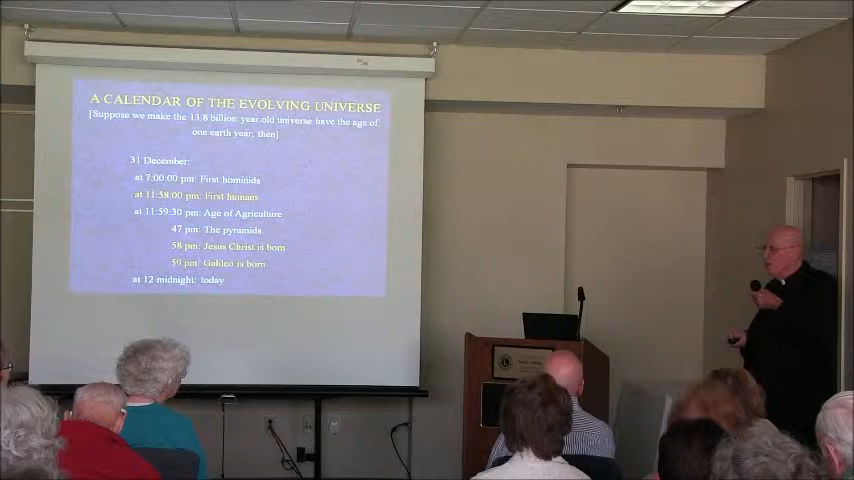 A CALENDAR OF THE EVOLVING UNIVERSE
[Suppose we make the 13.8 billion year old universe have the age of
one earth year, then]
31 December:
at 7:00:00 pm: First hominids
at 11:58:00 pm: First humans
at 11:59:30 pm: Age of Agriculture
47 pm: The pyramids
58 pm: Jesus Christ is born
59 pm: Galileo is born
at 12 midnight: today